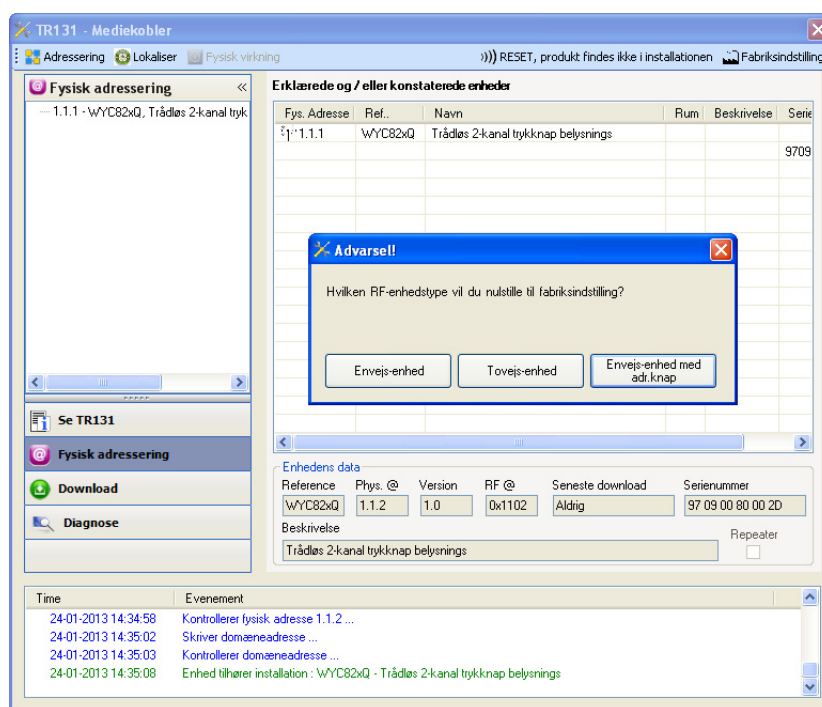 TR131 - Mediekobler
Adressering Lokaliser Fysisk virkning ))) RESET, produkt findes ikke i installationen Fabriksindstilling
Fysisk adressering «
1.1.1 - WYC82xQ, Trådløs 2-kanal tryk
Se TR131
Fysisk adressering
Download
Diagnose
Erklærede og / eller konstaterede enheder
Fys. Adresse Ref.. Navn Rum Beskrivelse Serie
1.1.1 WYC82xQ Trådløs 2-kanal trykknap belysnings
9709
Advarsel!
Hvilken RF-enhedstype vil du nulstille til fabriksindstilling?
Envejs-enhed Tovejs-enhed Envejs-enhed med
adr.knap
Enhedens data
Reference Phys. @ Version RF @ Seneste download Serienummer
WYC82xQ 1.1.2 1.0 0x1102 Aldrig 97 09 00 80 00 2D
Beskrivelse Repeater
Trådløs 2-kanal trykknap belysnings
Time Evenement
24-01-2013 14:34:58 Kontrollerer fysisk adresse 1.1.2 ...
24-01-2013 14:35:02 Skriver domæneadresse ...
24-01-2013 14:35:03 Kontrollerer domæneadresse ...
24-01-2013 14:35:08 Enhed tilhører installation : WYC82xQ - Trådløs 2-kanal trykknap belysnings